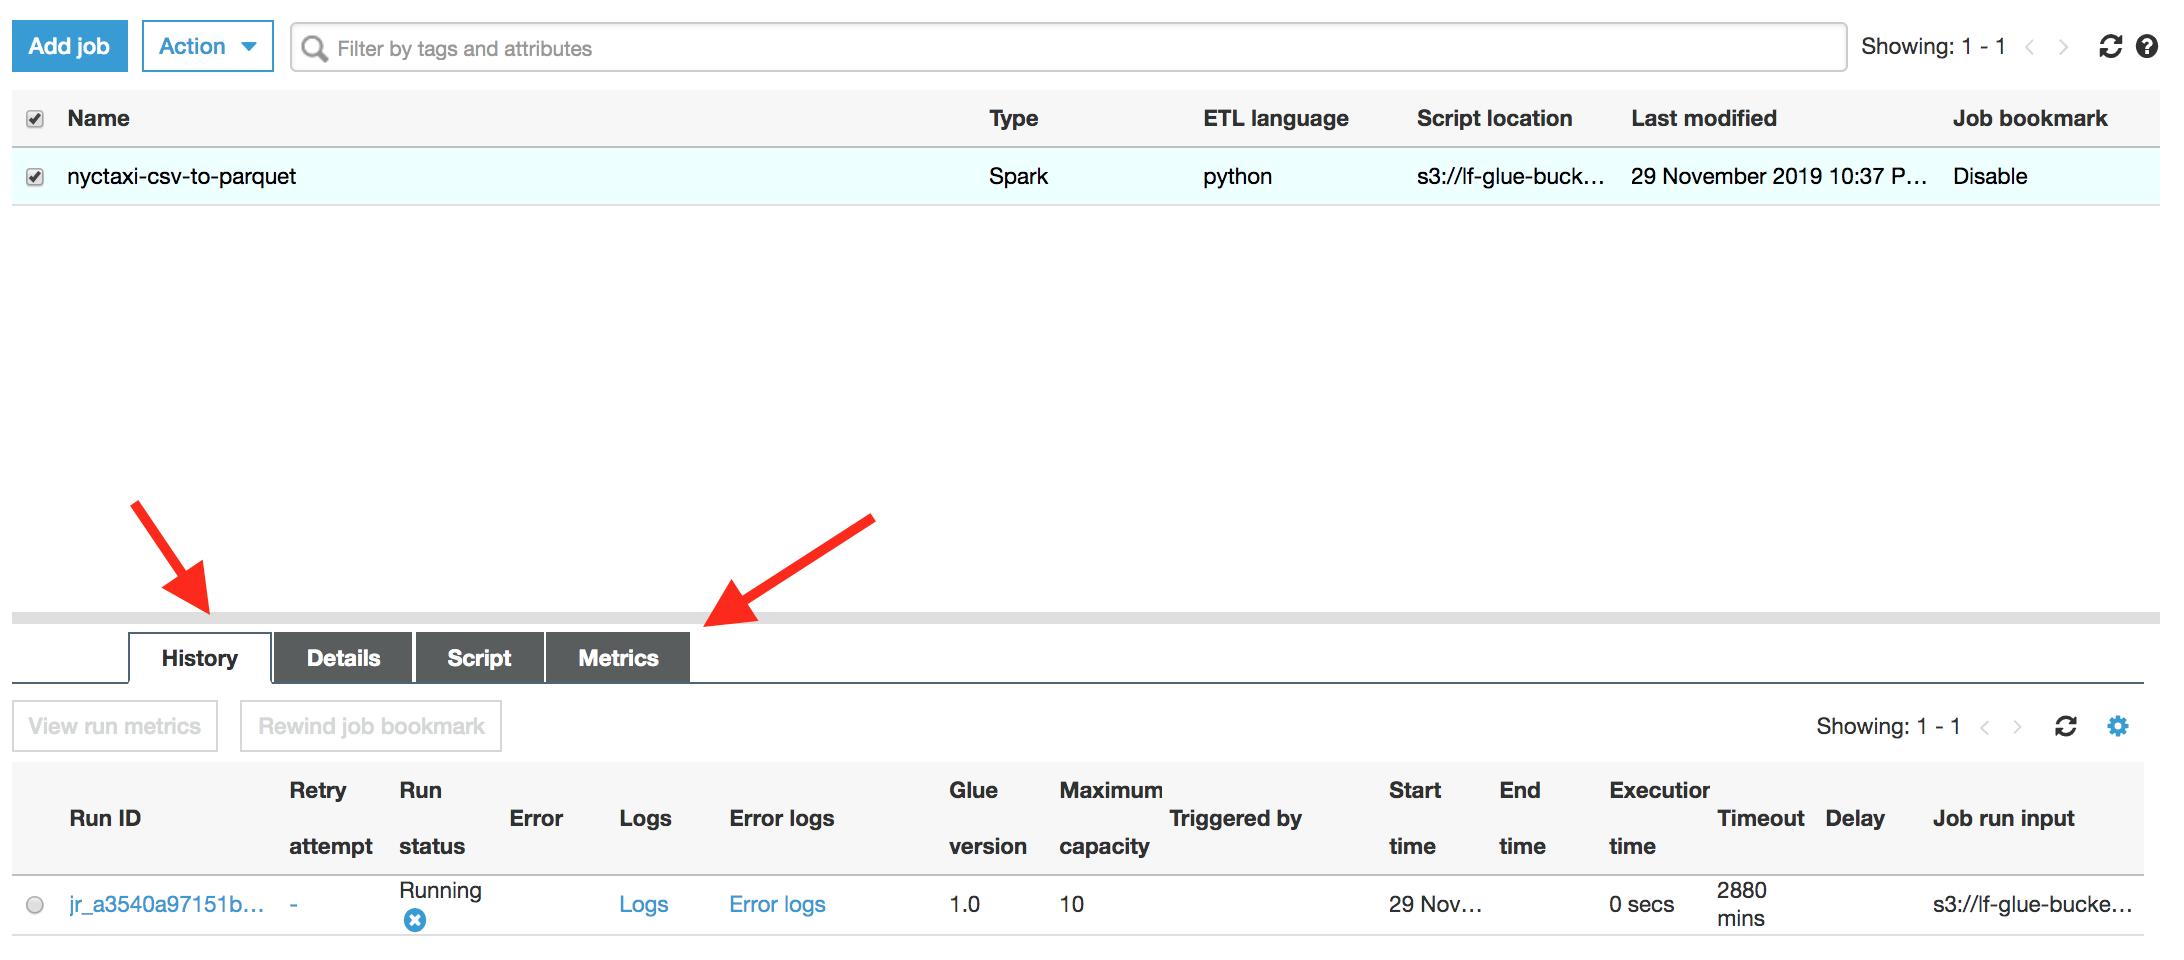 Add job Action Filter by tags and attributes Showing: 1 - 1
Name Type ETL language Script location Last modified Job bookmark
nyctaxi-csv-to-parquet Spark python s3://lf-glue-buck... 29 November 2019 10:37 P... Disable
History Details Script Metrics
View run metrics Rewind job bookmark Showing: 1 - 1
Run ID Retry attempt Run status Error Logs Error logs Glue version Maximum capacity Triggered by Start time End time Execution time Timeout Delay Job run input
jr_a3540a97151b... - Running Logs Error logs 1.0 10 29 Nov... 0 secs 2880 mins s3://lf-glue-bucke...